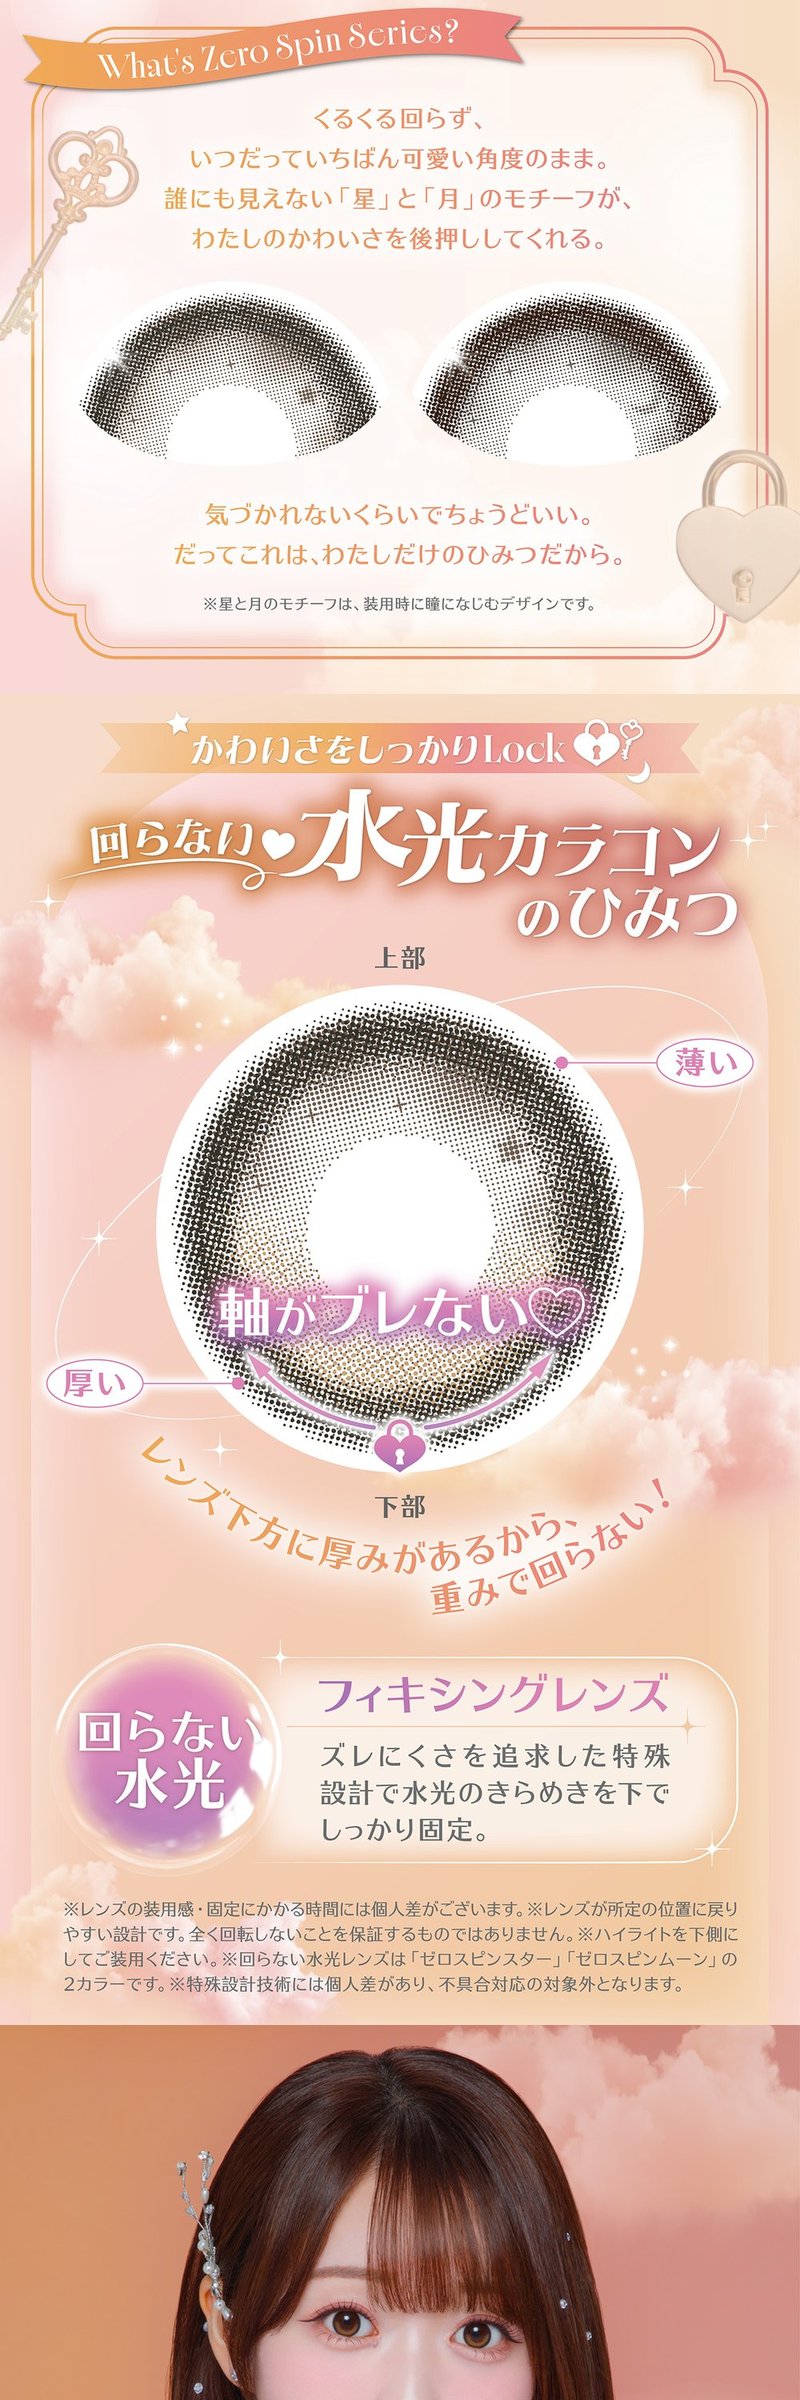 What's Zero Spin Series?
くるくる回らず、
いつだっていちばん可愛い角度のまま。
誰にも見えない「星」と「月」のモチーフが、
わたしのかわいさを後押ししてくれる。
気づかれないくらいでちょうどいい。
だってこれは、わたしだけのひみつだから。
※星と月のモチーフは、装用時に瞳になじむデザインです。
かわいさをしっかりLock
回らない♥水光カラコン
のひみつ
上部
薄い
軸がブレない♡
厚い
下部
レンズ下方に厚みがあるから、
重みで回らない！
回らない
水光
フィキシングレンズ
ズレにくさを追求した特殊
設計で水光のきらめきを下で
しっかり固定。
※レンズの装用感・固定にかかる時間には個人差がございます。※レンズが所定の位置に戻り
やすい設計です。全く回転しないことを保証するものではありません。※ハイライトを下側に
してご装用ください。※回らない水光レンズは「ゼロスピンスター」「ゼロスピンムーン」の
2カラーです。※特殊設計技術には個人差があり、不具合対応の対象外となります。